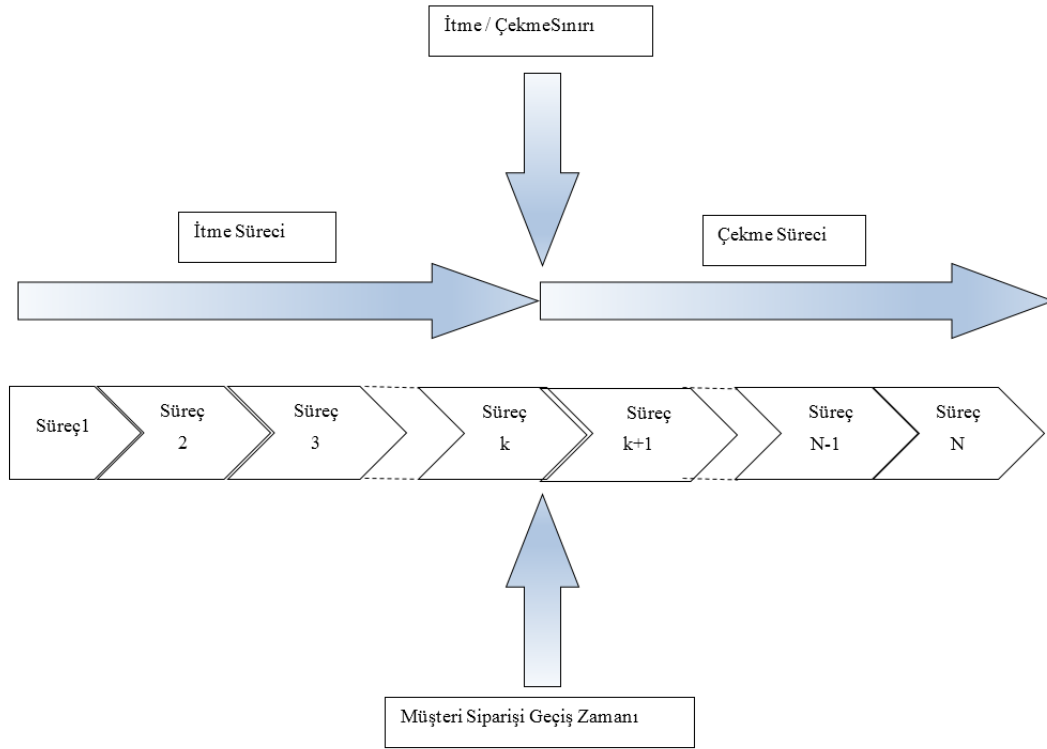 İtme / ÇekmeSınırı
İtme Süreci
Çekme Süreci
Süreç1
Süreç
2
Süreç
3
Süreç
k
Süreç
k+1
Süreç
N-1
Süreç
N
Müşteri Siparişi Geçiş Zamanı